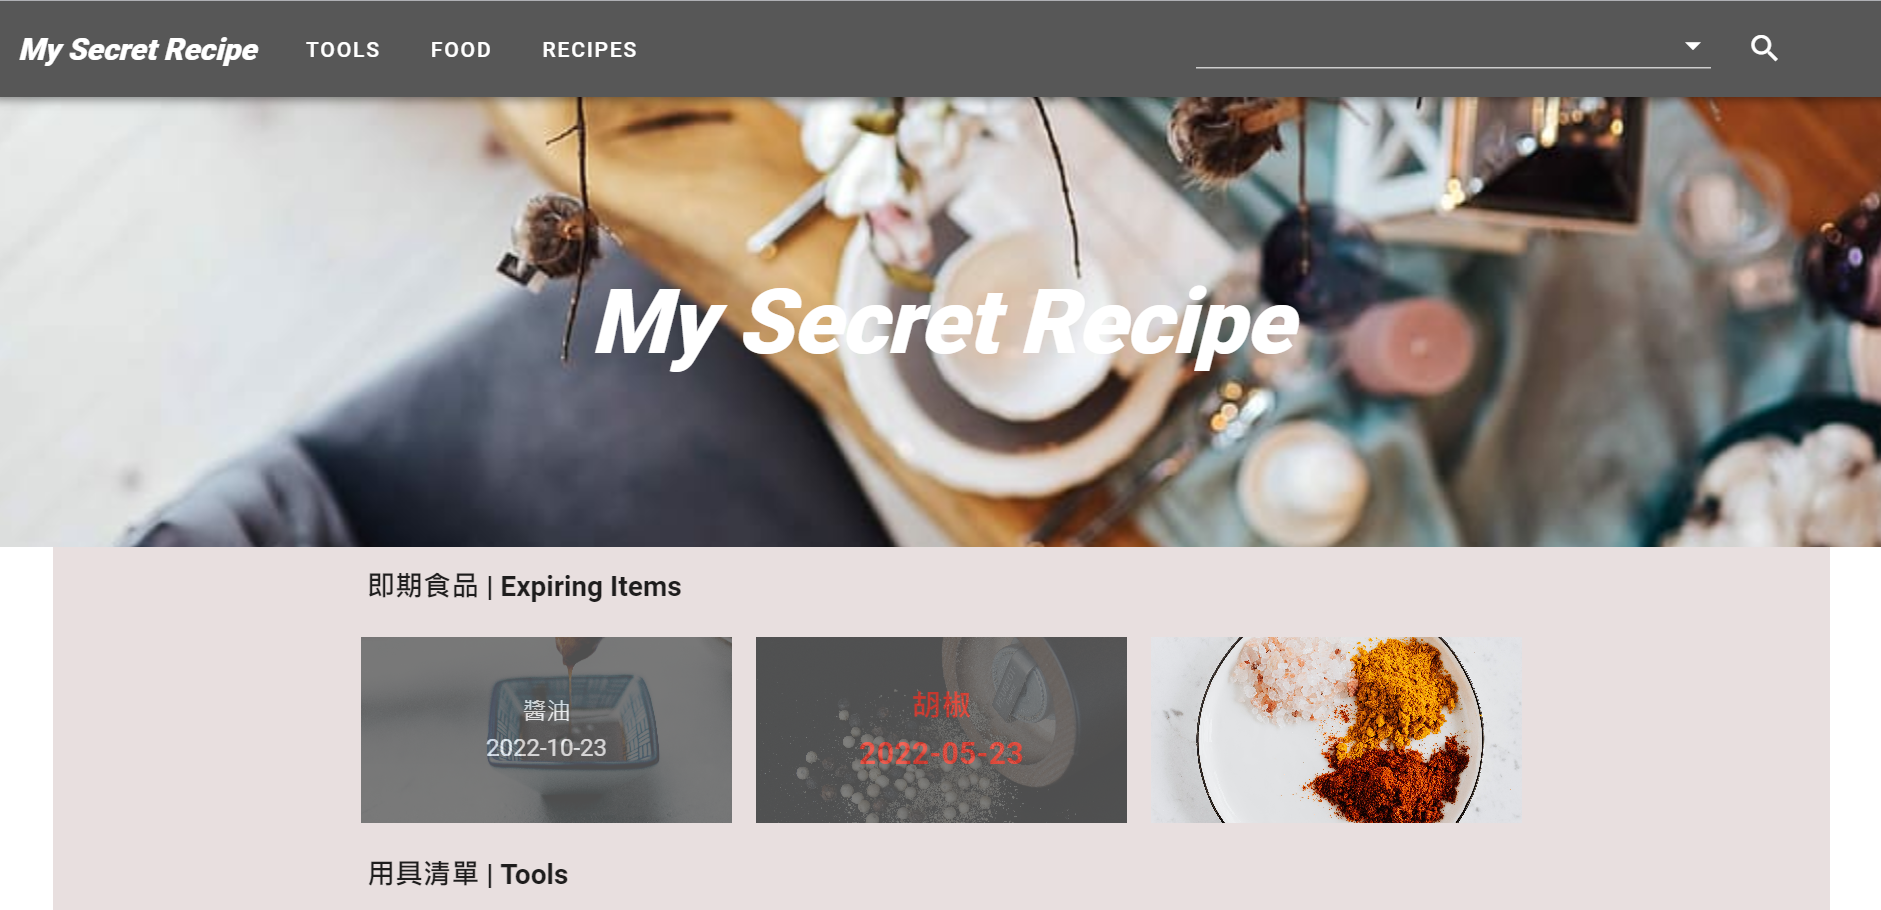 My Secret Recipe TOOLS FOOD RECIPES
My Secret Recipe
即期食品 | Expiring Items
醬油
2022-10-23
胡椒
2022-05-23
用具清單 | Tools